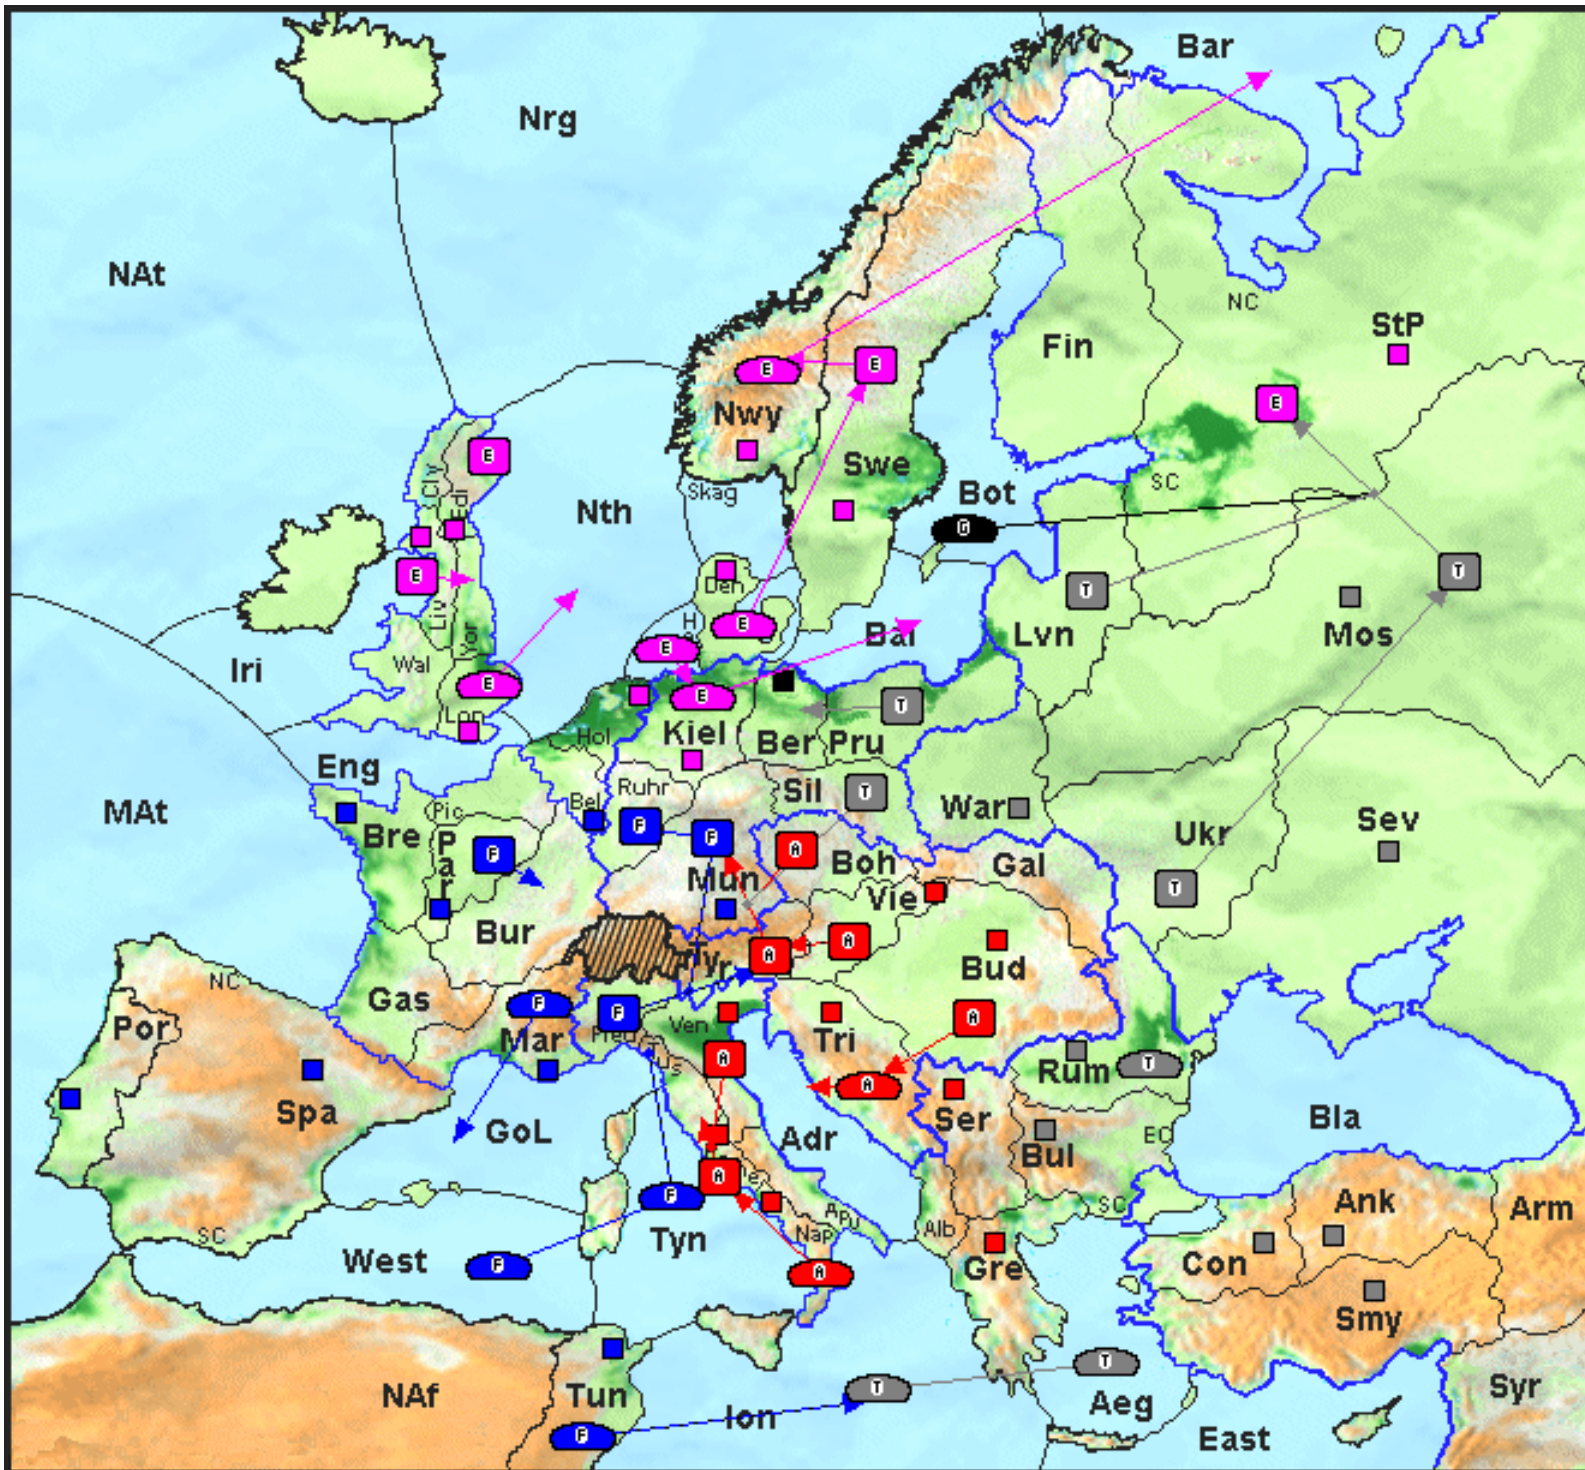 Bar
Nrg
NAt
NC
StP
Fin
E
E
E
Nwy
E
Cly
Edi
Swe
SC
Skag
Bot
Nth
G
T
E
T
Den
Liv
Yor
E
H
Bal
Lvn
Mos
Iri
Wal
E
E
E
T
Lon
Hol
Kiel
Ber
Pru
Eng
Ruhr
Sil
T
War
MAt
Pic
Bel
Ukr
Sev
Bre
Par
F
F
F
A
Boh
Gal
Mun
Vie
T
Bur
Tyr
A
A
Bud
NC
Gas
F
F
A
Por
Mar
Pied
Ven
Tri
Tus
A
Rum
T
A
Spa
GoL
Adr
Ser
Bla
Bul
EC
A
F
Ank
Arm
SC
SC
Apu
Nap
Alb
West
Tyn
F
A
Gre
Con
Smy
T
T
NAf
Tun
Ion
Aeg
Syr
F
East